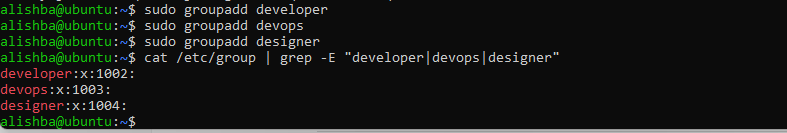 alishba@ubuntu:~$ sudo groupadd developer
alishba@ubuntu:~$ sudo groupadd devops
alishba@ubuntu:~$ sudo groupadd designer
alishba@ubuntu:~$ cat /etc/group | grep -E "developer|devops|designer"
developer:x:1002:
devops:x:1003:
designer:x:1004:
alishba@ubuntu:~$